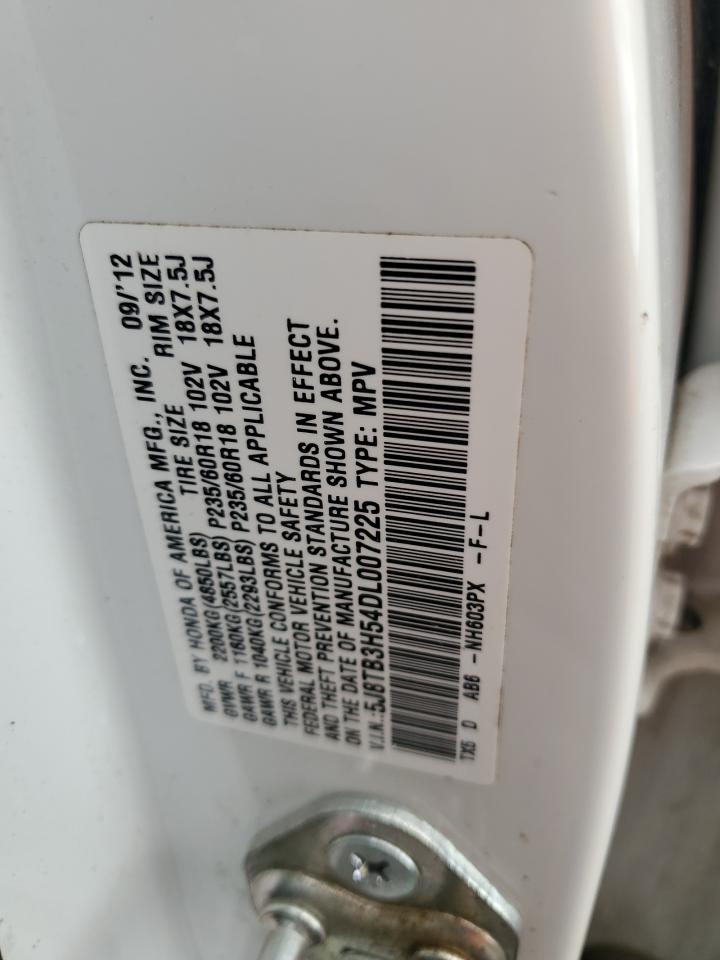 MFD. BY HONDA OF AMERICA MFG., INC. 09/'12
GVWR 2200KG(4850LBS) TIRE SIZE RIM SIZE
GAWR F 1160KG(2557LBS) P235/60R18 102V 18X7.5J
GAWR R 1040KG(2293LBS) P235/60R18 102V 18X7.5J
THIS VEHICLE CONFORMS TO ALL APPLICABLE
FEDERAL MOTOR VEHICLE SAFETY
AND THEFT PREVENTION STANDARDS IN EFFECT
ON THE DATE OF MANUFACTURE SHOWN ABOVE.
V.I.N.:5J8TB3H54DL007225 TYPE: MPV
TX6 D AB6 -NH603PX -F-L